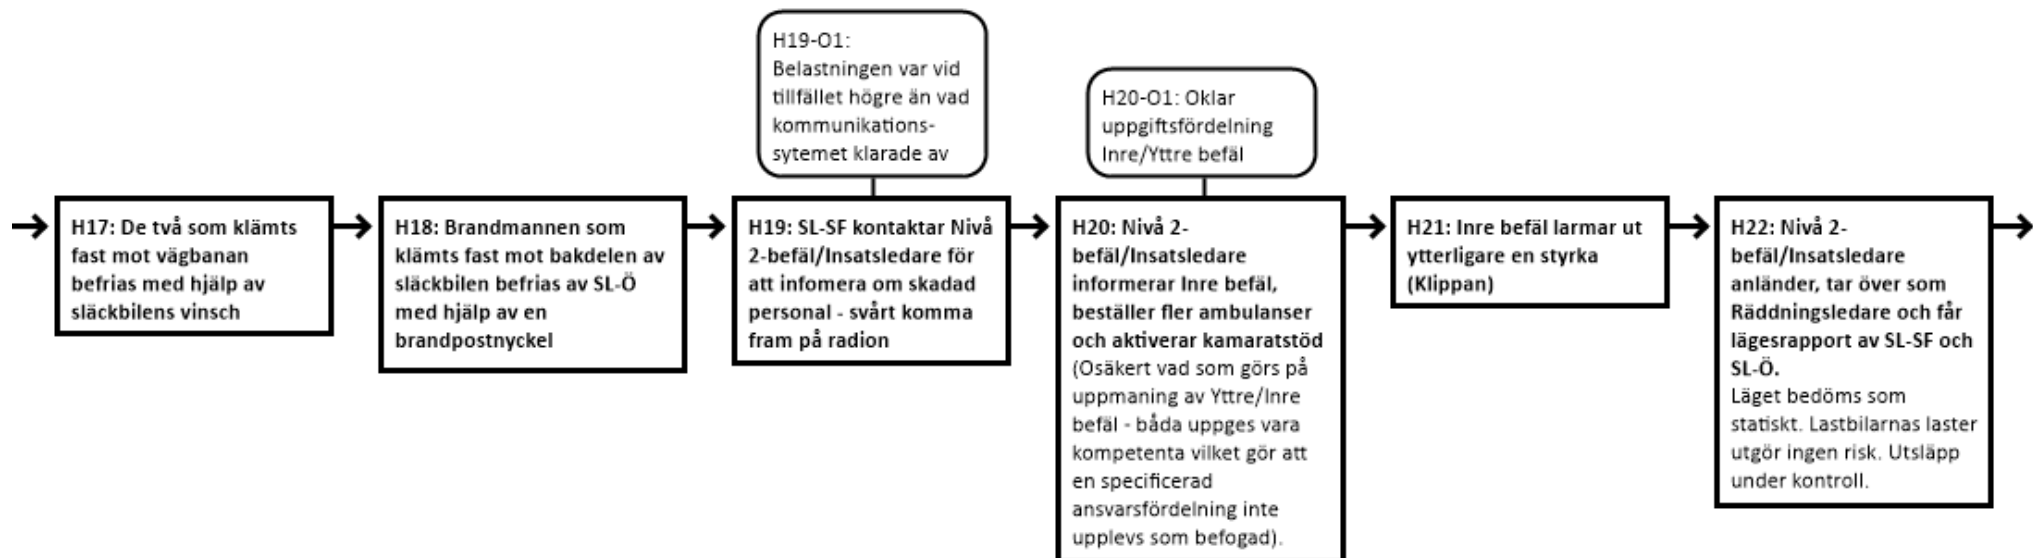 H19-O1:
Belastningen var vid
tillfället högre än vad
kommunikations-
sytemet klarade av
H20-O1: Oklar
uppgiftsfördelning
Inre/Yttre befäl
H17: De två som klämts
fast mot vägbanan
befrias med hjälp av
släckbilens vinsch
H18: Brandmannen som
klämts fast mot bakdelen av
släckbilen befrias av SL-Ö
med hjälp av en
brandpostnyckel
H19: SL-SF kontaktar Nivå
2-befäl/Insatsledare för
att infomera om skadad
personal - svårt komma
fram på radion
H20: Nivå 2-
befäl/Insatsledare
informerar Inre befäl,
beställer fler ambulanser
och aktiverar kamaratstöd
(Osäkert vad som görs på
uppmaning av Yttre/Inre
befäl - båda uppges vara
kompetenta vilket gör att
en specificerad
ansvarsfördelning inte
upplevs som befogad).
H21: Inre befäl larmar ut
ytterligare en styrka
(Klippan)
H22: Nivå 2-
befäl/Insatsledare
anländer, tar över som
Räddningsledare och får
lägesrapport av SL-SF och
SL-Ö.
Läget bedöms som
statiskt. Lastbilarnas laster
utgör ingen risk. Utsläpp
under kontroll.